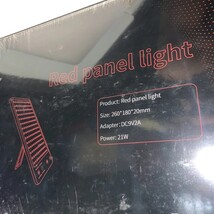 Red panel light
Product: Red panel light
Size: 260*180*20mm
Adapter: DC9V2A
Power: 21W